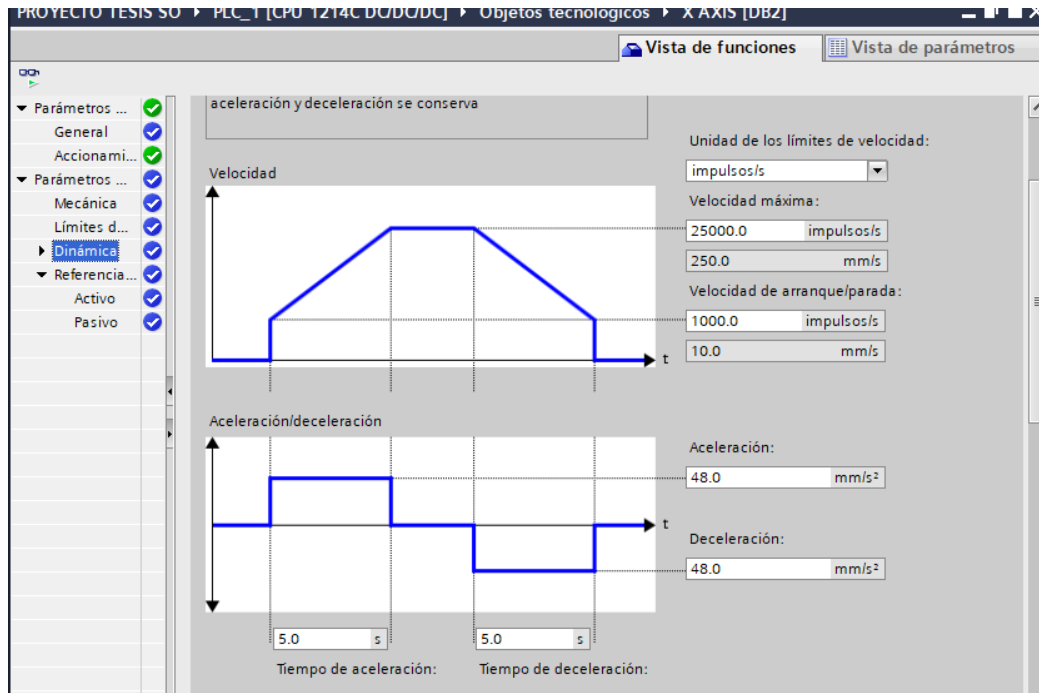 PROYECTO TESIS SO ▸ PLC_1 [CPU 1214C DC/DC/DC] ▸ Objetos tecnológicos ▸ X AXIS [DB2]
Vista de funciones
Vista de parámetros
Parámetros ...
General
Accionami...
Parámetros ...
Mecánica
Límites d...
Dinámica
Referencia...
Activo
Pasivo
aceleración y deceleración se conserva
Unidad de los límites de velocidad:
impulsos/s
Velocidad
Velocidad máxima:
25000.0 impulsos/s
250.0 mm/s
Velocidad de arranque/parada:
1000.0 impulsos/s
10.0 mm/s
t
Aceleración/deceleración
Aceleración:
48.0 mm/s²
t
Deceleración:
48.0 mm/s²
5.0 s
5.0 s
Tiempo de aceleración:
Tiempo de deceleración: